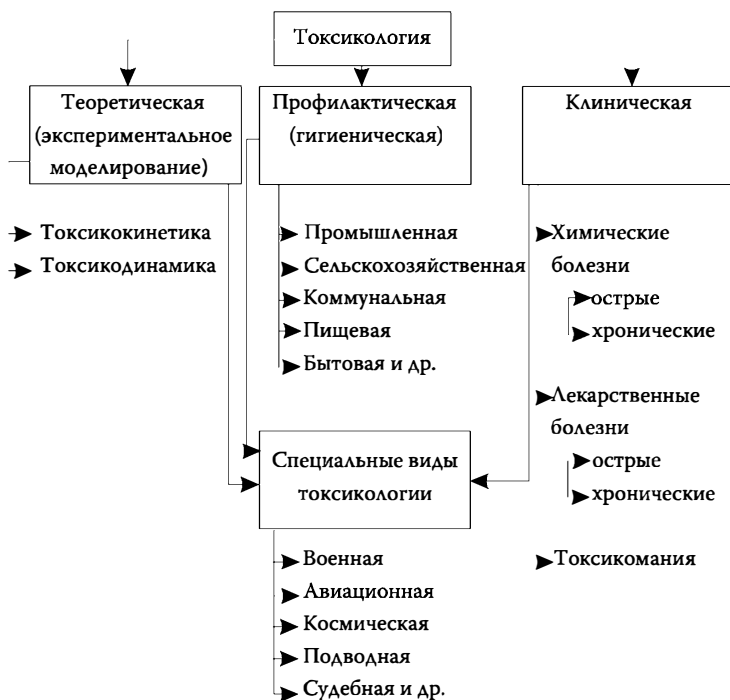 Токсикология
Теоретическая
(экспериментальное
моделирование)
Токсикокинетика
Токсикодинамика
Профилактическая
(гигиеническая)
Промышленная
Сельскохозяйственная
Коммунальная
Пищевая
Бытовая и др.
Клиническая
Химические
болезни
острые
хронические
Лекарственные
болезни
острые
хронические
Токсикомания
Специальные виды
токсикологии
Военная
Авиационная
Космическая
Подводная
Судебная и др.